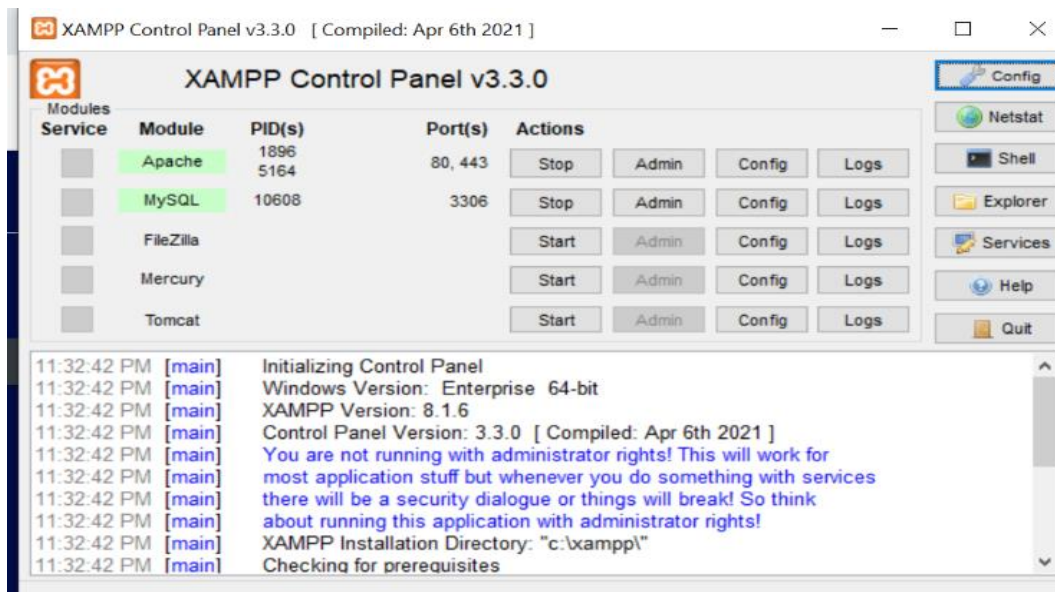 XAMPP Control Panel v3.3.0 [ Compiled: Apr 6th 2021 ]
XAMPP Control Panel v3.3.0
Config
Modules
Service Module PID(s) Port(s) Actions
Netstat
Apache 1896 5164 80, 443 Stop Admin Config Logs
Shell
MySQL 10608 3306 Stop Admin Config Logs
Explorer
FileZilla Start Admin Config Logs
Services
Mercury Start Admin Config Logs
Help
Tomcat Start Admin Config Logs
Quit
11:32:42 PM [main] Initializing Control Panel
11:32:42 PM [main] Windows Version: Enterprise 64-bit
11:32:42 PM [main] XAMPP Version: 8.1.6
11:32:42 PM [main] Control Panel Version: 3.3.0 [ Compiled: Apr 6th 2021 ]
11:32:42 PM [main] You are not running with administrator rights! This will work for
11:32:42 PM [main] most application stuff but whenever you do something with services
11:32:42 PM [main] there will be a security dialogue or things will break! So think
11:32:42 PM [main] about running this application with administrator rights!
11:32:42 PM [main] XAMPP Installation Directory: "c:\xampp\"
11:32:42 PM [main] Checking for prerequisites